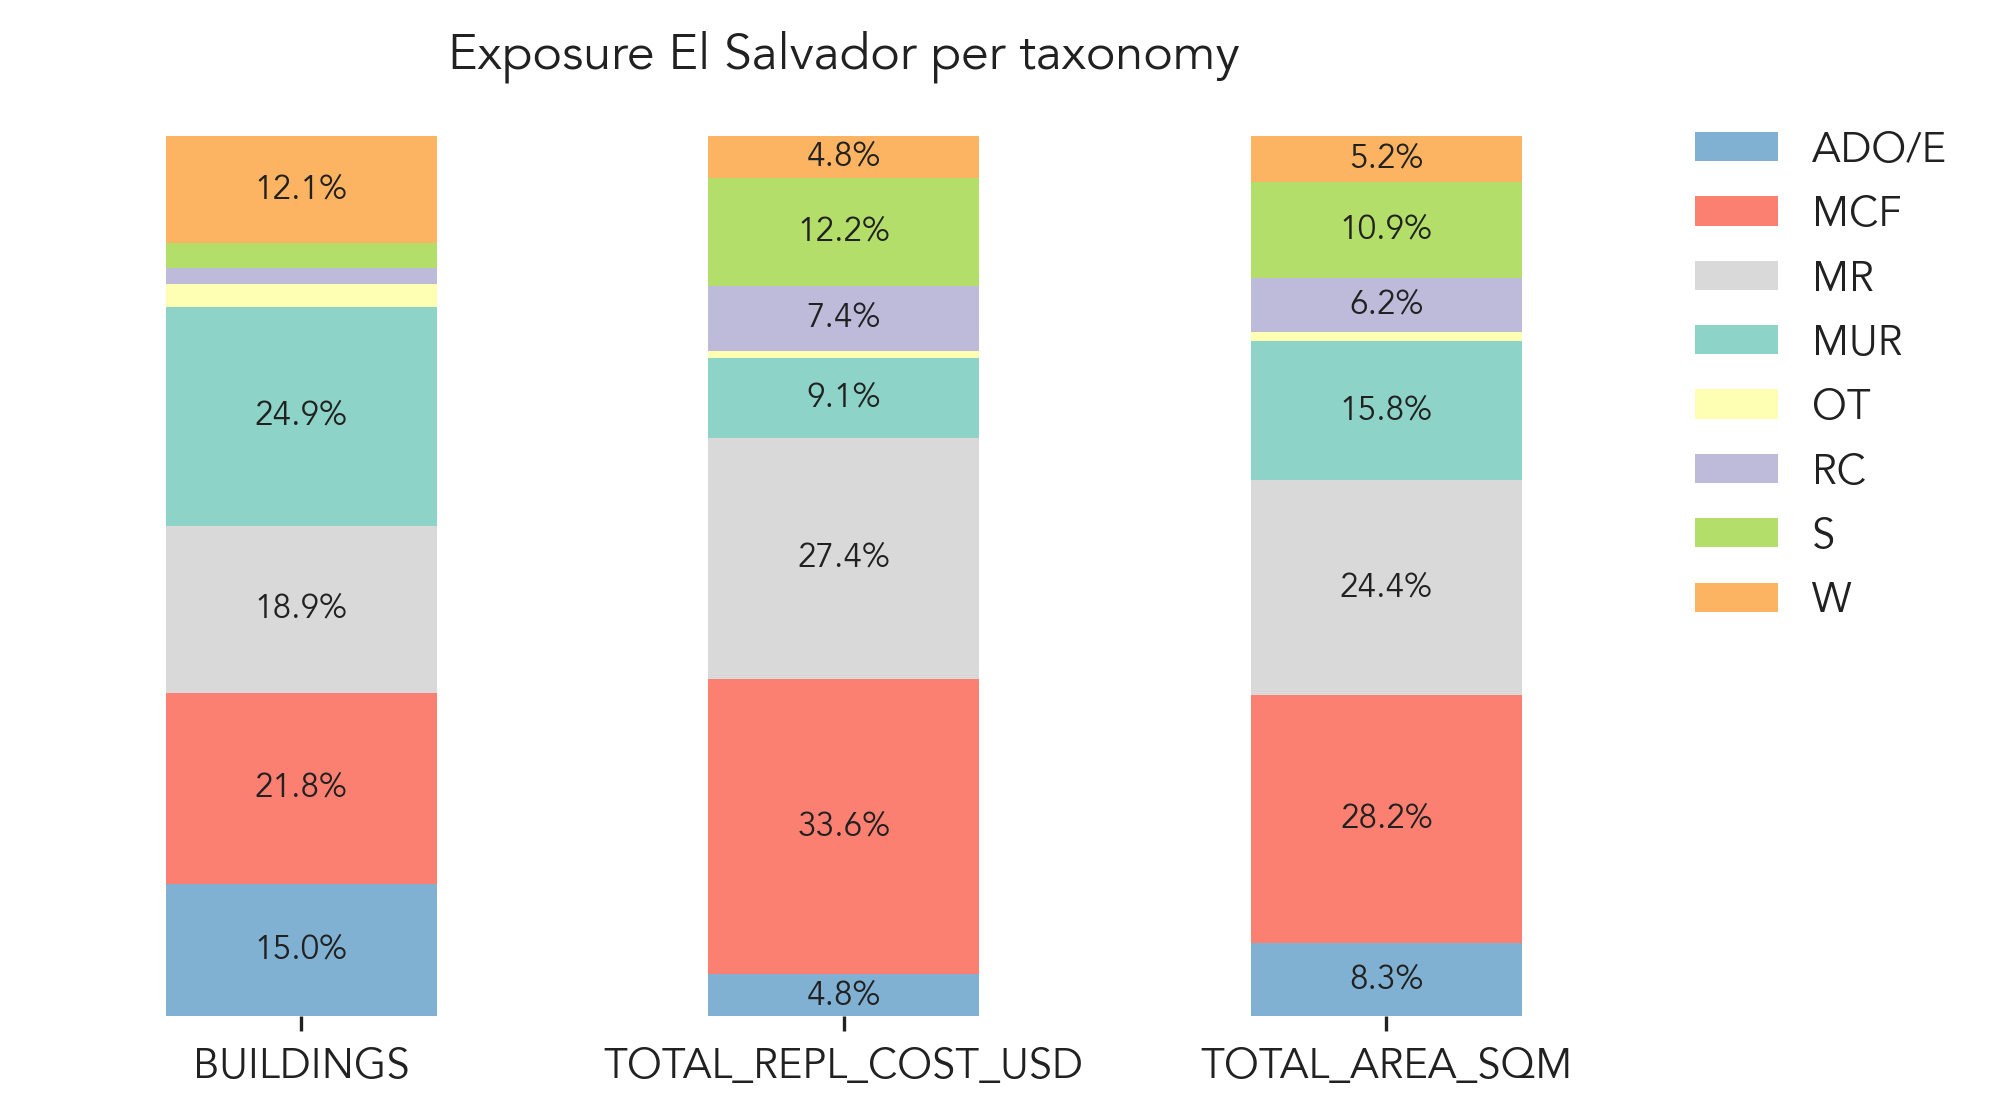 Exposure El Salvador per taxonomy
12.1%
24.9%
18.9%
21.8%
15.0%
BUILDINGS
4.8%
12.2%
7.4%
9.1%
27.4%
33.6%
4.8%
TOTAL_REPL_COST_USD
5.2%
10.9%
6.2%
15.8%
24.4%
28.2%
8.3%
TOTAL_AREA_SQM
ADO/E
MCF
MR
MUR
OT
RC
S
W